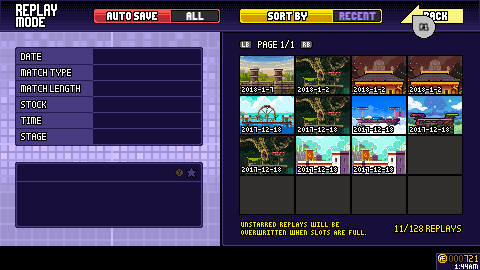 REPLAY MODE
AUTO SAVE ALL
SORT BY RECENT
BACK
LB PAGE 1/1 RB
DATE
MATCH TYPE
MATCH LENGTH
STOCK
TIME
STAGE
2018-1-7 2018-1-2 2018-1-2 2018-1-2
2017-12-18 2017-12-18 2017-12-18 2017-12-18
2017-12-18 2017-12-18 2017-12-18
UNSTARRED REPLAYS WILL BE
OVERWRITTEN WHEN SLOTS ARE FULL.
11/128 REPLAYS
000721
1:44AM